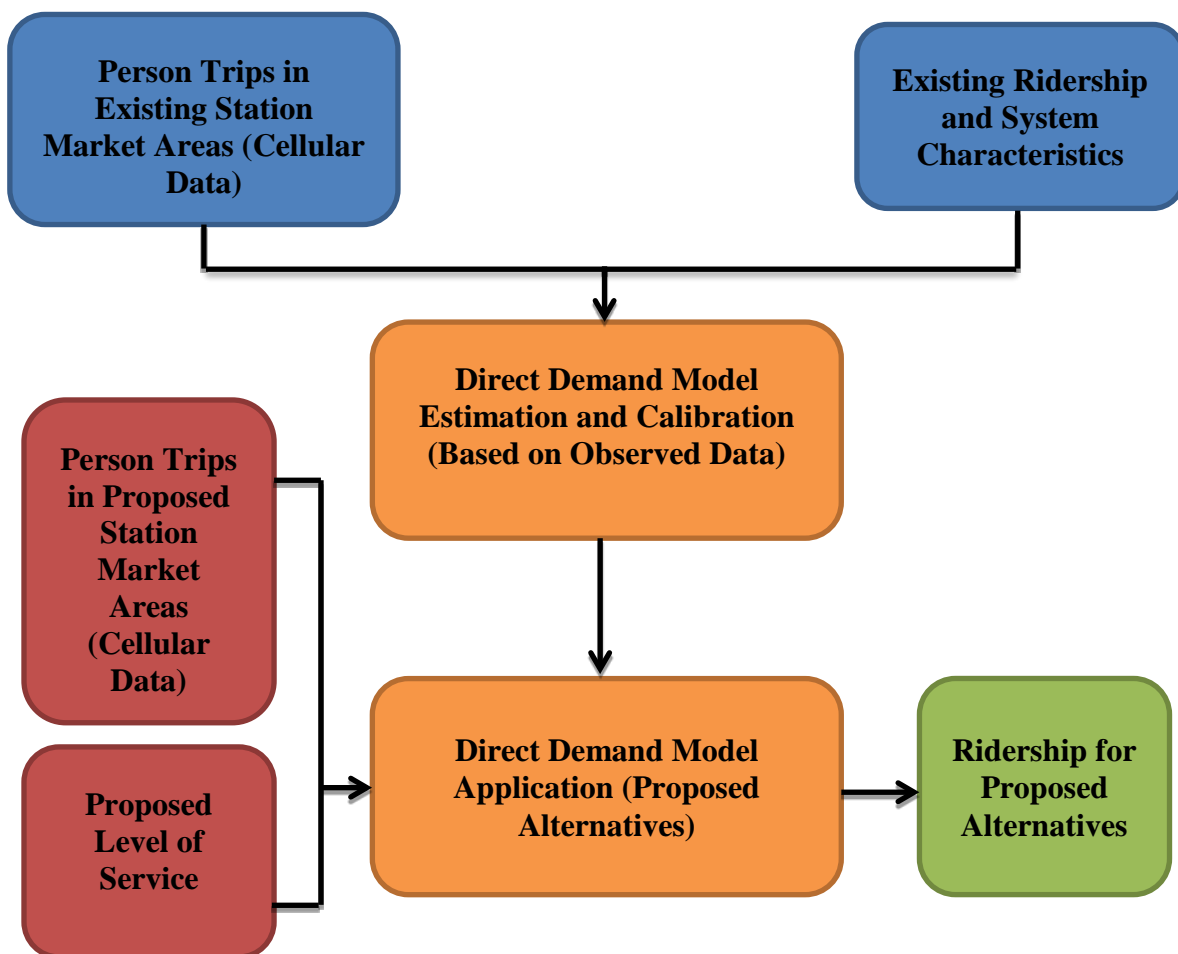 Person Trips in
Existing Station
Market Areas (Cellular
Data)
Existing Ridership
and System
Characteristics
Direct Demand Model
Estimation and Calibration
(Based on Observed Data)
Person Trips
in Proposed
Station
Market
Areas
(Cellular
Data)
Proposed
Level of
Service
Direct Demand Model
Application (Proposed
Alternatives)
Ridership for
Proposed
Alternatives